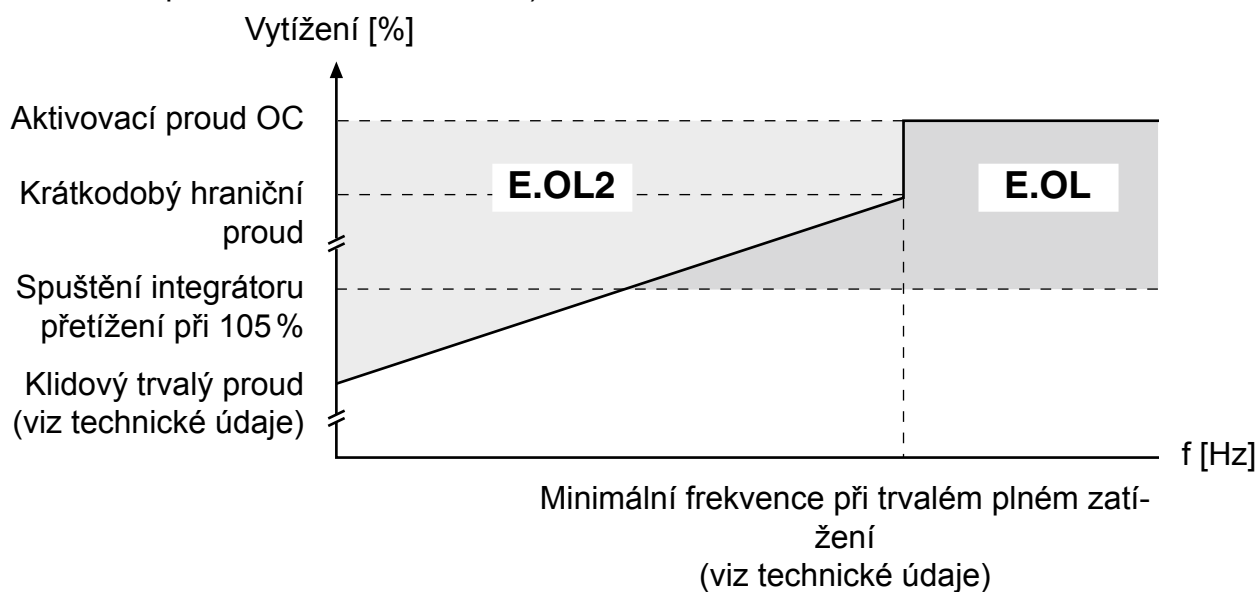 Vytížení [%]
Aktivovací proud OC
E.OL2
E.OL
Krátkodobý hraniční
proud
Spuštění integrátoru
přetížení při 105 %
Klidový trvalý proud
(viz technické údaje)
f [Hz]
Minimální frekvence při trvalém plném zatí-
žení
(viz technické údaje)